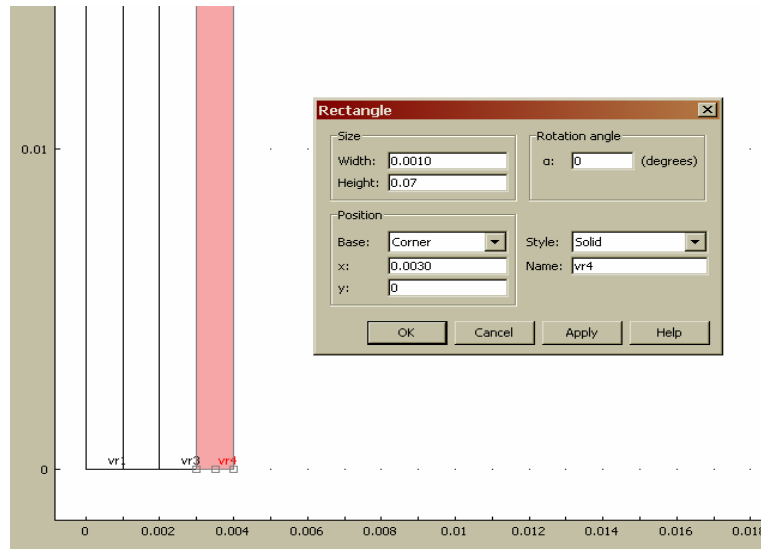 Rectangle
Size
Width: 0.0010
Height: 0.07
Rotation angle
α: 0 (degrees)
Position
Base: Corner
x: 0.0030
y: 0
Style: Solid
Name: vr4
OK Cancel Apply Help
0.01
0
vr1 vr3 vr4
0 0.002 0.004 0.006 0.008 0.01 0.012 0.014 0.016 0.018